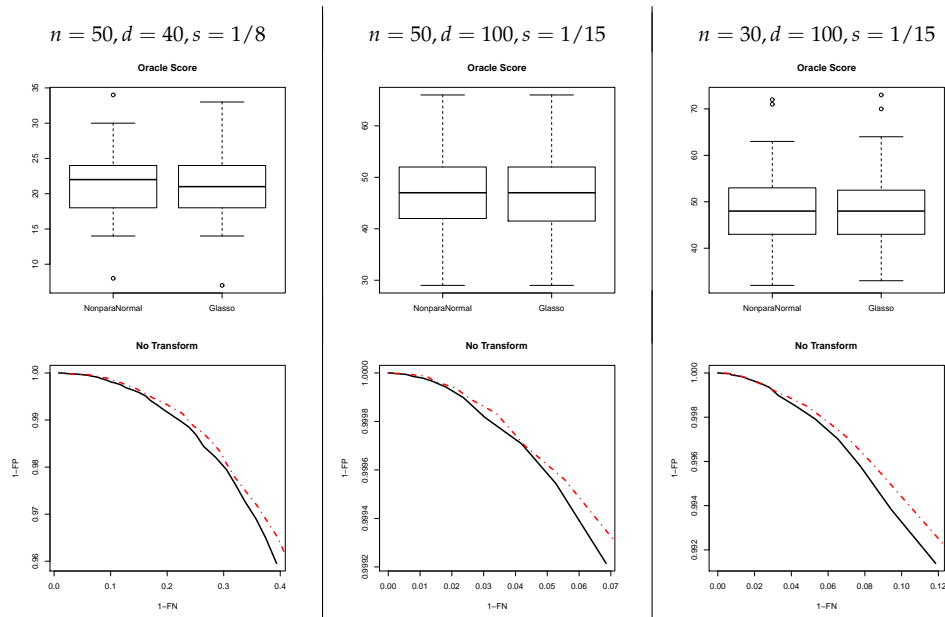 n = 50, d = 40, s = 1/8
n = 50, d = 100, s = 1/15
n = 30, d = 100, s = 1/15
Oracle Score
35
30
25
20
15
10
NonparaNormal
Glasso
Oracle Score
60
50
40
30
NonparaNormal
Glasso
Oracle Score
70
60
50
40
NonparaNormal
Glasso
No Transform
1-FP
1.00
0.99
0.98
0.97
0.96
0.0 0.1 0.2 0.3 0.4
1-FN
No Transform
1-FP
1.0000
0.9998
0.9996
0.9994
0.9992
0.00 0.01 0.02 0.03 0.04 0.05 0.06 0.07
1-FN
No Transform
1-FP
1.000
0.998
0.996
0.994
0.992
0.00 0.02 0.04 0.06 0.08 0.10 0.12
1-FN